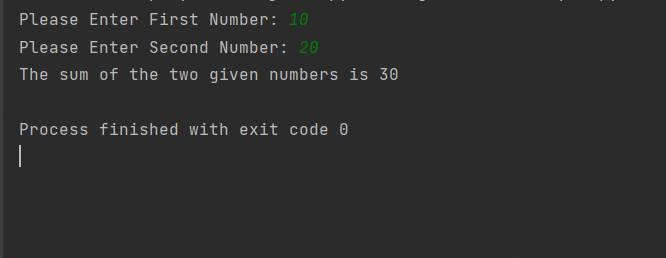 Please Enter First Number: 10
Please Enter Second Number: 20
The sum of the two given numbers is 30
Process finished with exit code 0